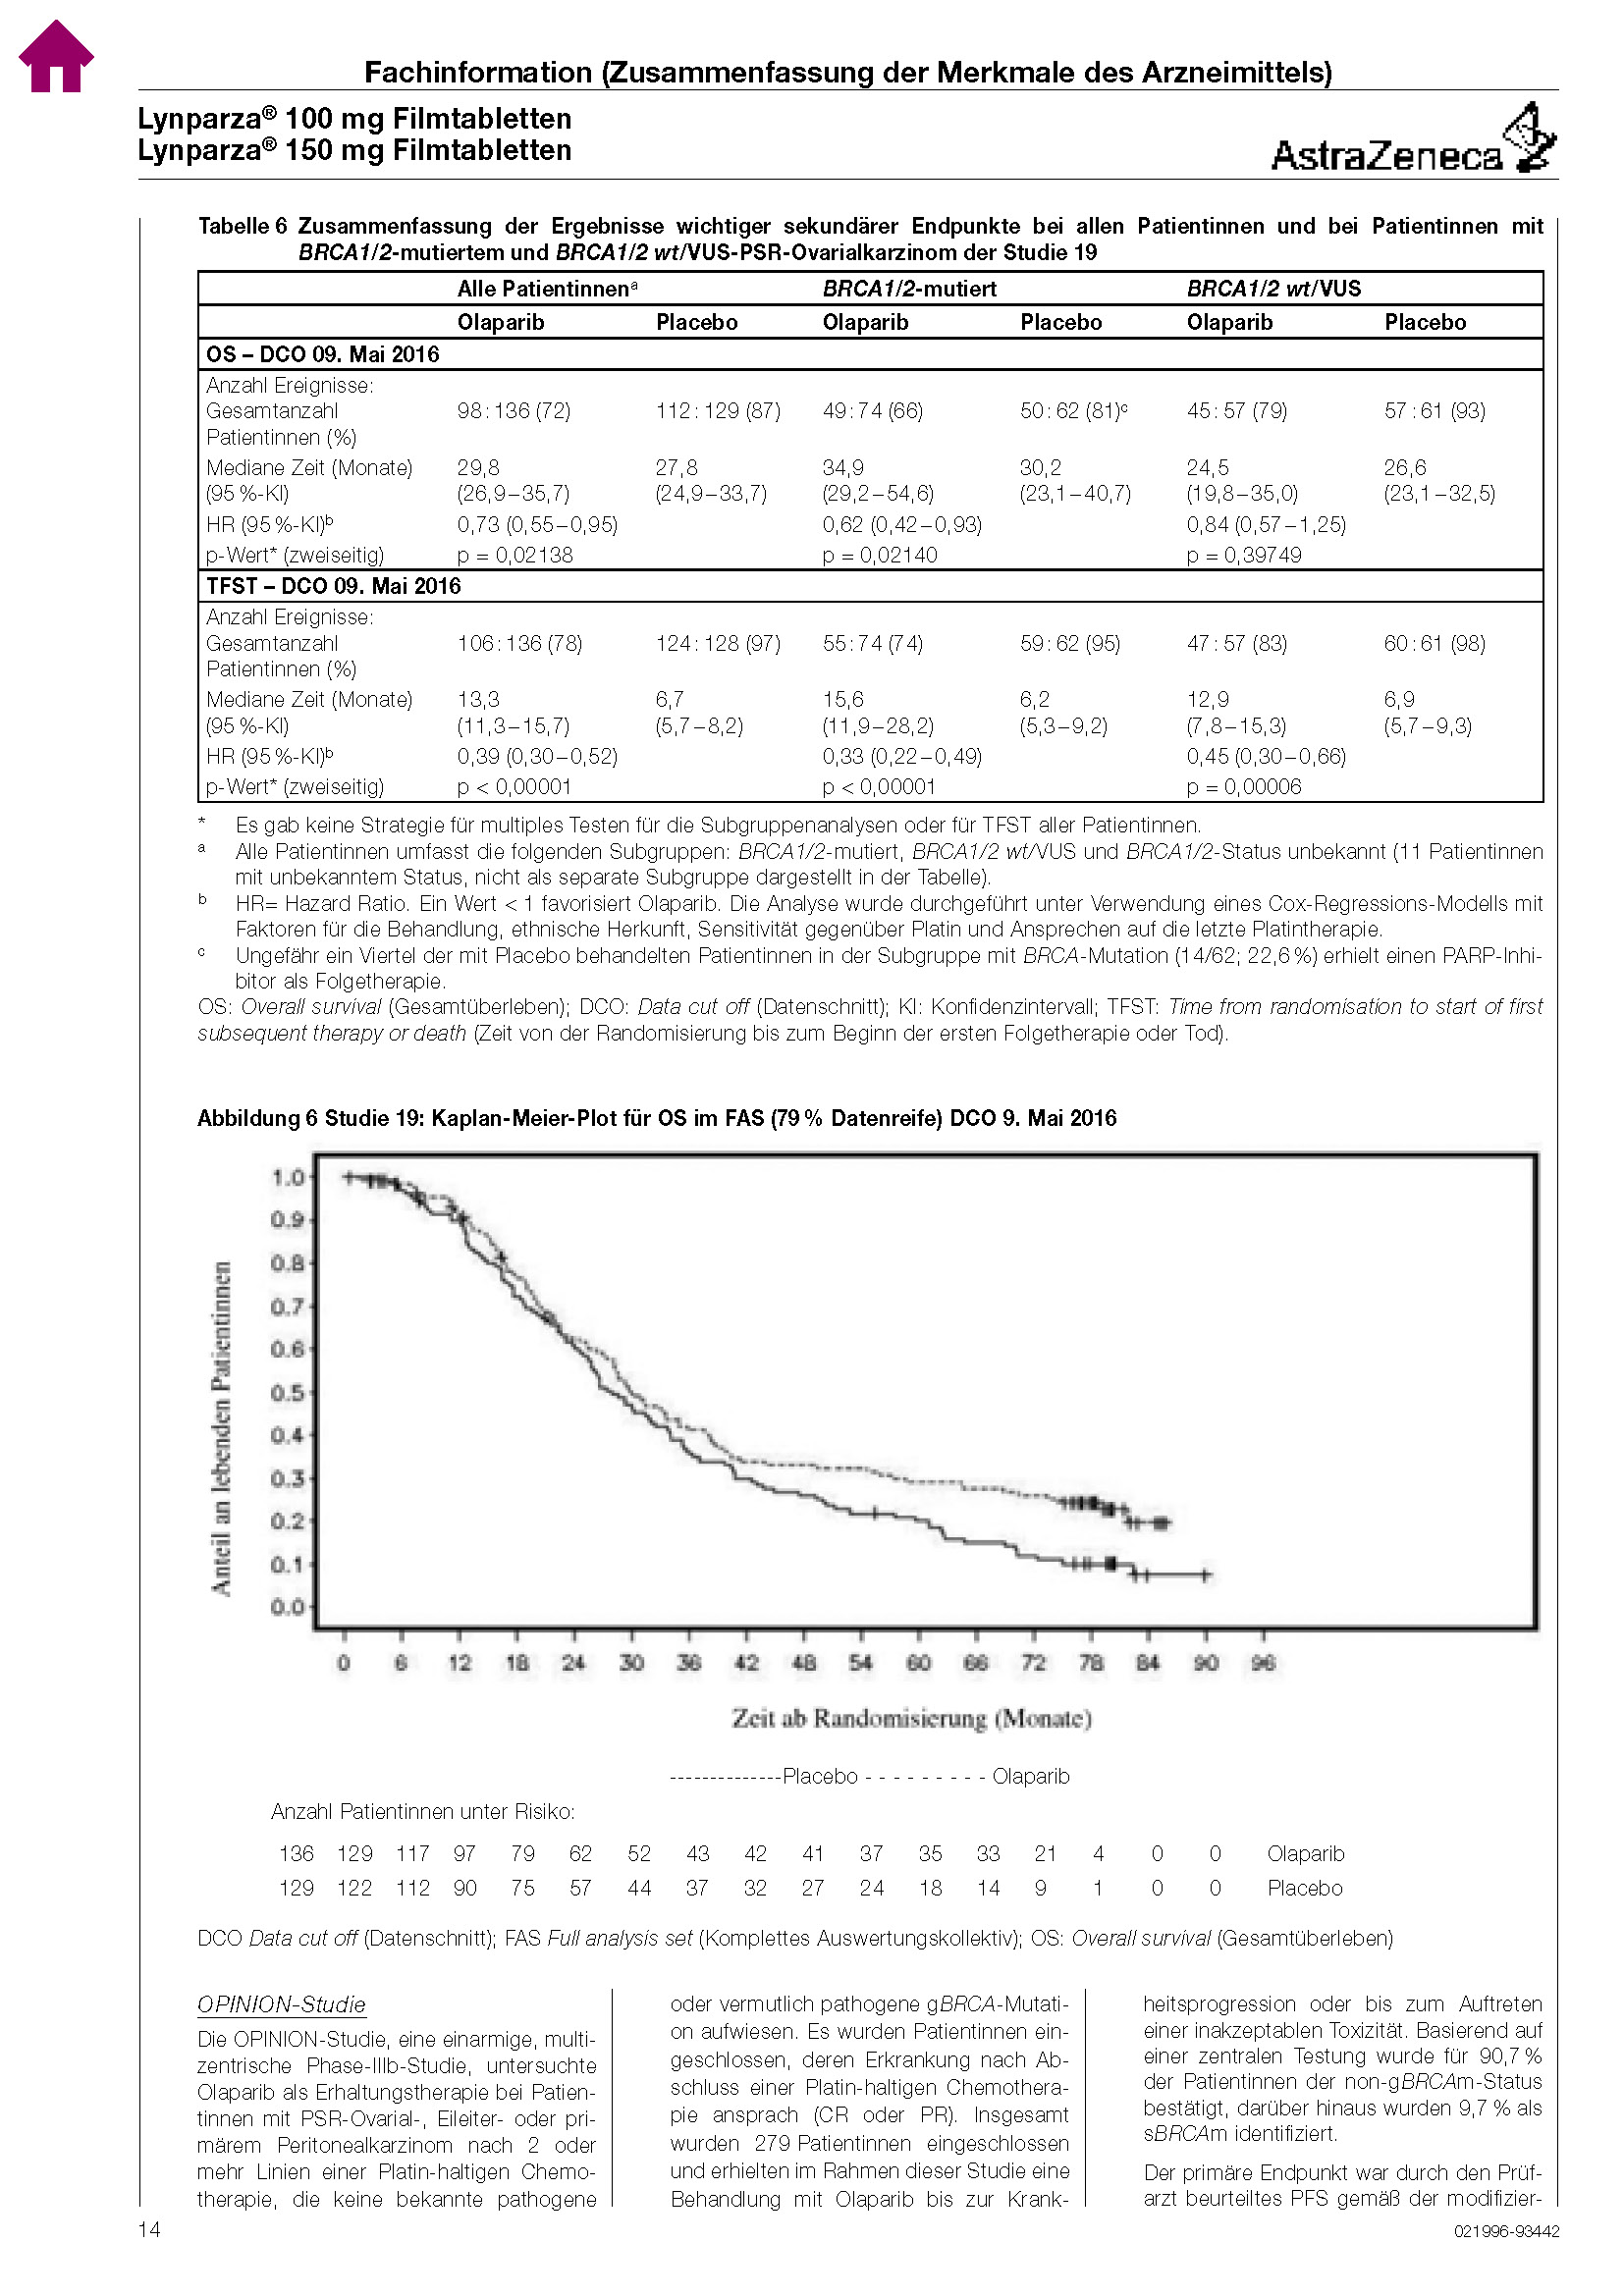 Fachinformation (Zusammenfassung der Merkmale des Arzneimittels)
Lynparza® 100 mg Filmtabletten
Lynparza® 150 mg Filmtabletten
AstraZeneca
Tabelle 6 Zusammenfassung der Ergebnisse wichtiger sekundärer Endpunkte bei allen Patientinnen und bei Patientinnen mit
BRCA1/2-mutiertem und BRCA1/2 wt/VUS-PSR-Ovarialkarzinom der Studie 19
Alle Patientinnenᵃ BRCA1/2-mutiert BRCA1/2 wt/VUS
Olaparib Placebo Olaparib Placebo Olaparib Placebo
OS – DCO 09. Mai 2016
Anzahl Ereignisse:
Gesamtanzahl 98 : 136 (72) 112 : 129 (87) 49 : 74 (66) 50 : 62 (81)ᶜ 45 : 57 (79) 57 : 61 (93)
Patientinnen (%)
Mediane Zeit (Monate) 29,8 27,8 34,9 30,2 24,5 26,6
(95 %-KI) (26,9–35,7) (24,9–33,7) (29,2–54,6) (23,1–40,7) (19,8–35,0) (23,1–32,5)
HR (95 %-KI)ᵇ 0,73 (0,55–0,95) 0,62 (0,42–0,93) 0,84 (0,57–1,25)
p-Wert* (zweiseitig) p = 0,02138 p = 0,02140 p = 0,39749
TFST – DCO 09. Mai 2016
Anzahl Ereignisse:
Gesamtanzahl 106 : 136 (78) 124 : 128 (97) 55 : 74 (74) 59 : 62 (95) 47 : 57 (83) 60 : 61 (98)
Patientinnen (%)
Mediane Zeit (Monate) 13,3 6,7 15,6 6,2 12,9 6,9
(95 %-KI) (11,3–15,7) (5,7–8,2) (11,9–28,2) (5,3–9,2) (7,8–15,3) (5,7–9,3)
HR (95 %-KI)ᵇ 0,39 (0,30–0,52) 0,33 (0,22–0,49) 0,45 (0,30–0,66)
p-Wert* (zweiseitig) p < 0,00001 p < 0,00001 p = 0,00006
* Es gab keine Strategie für multiples Testen für die Subgruppenanalysen oder für TFST aller Patientinnen.
ᵃ Alle Patientinnen umfasst die folgenden Subgruppen: BRCA1/2-mutiert, BRCA1/2 wt/VUS und BRCA1/2-Status unbekannt (11 Patientinnen
mit unbekanntem Status, nicht als separate Subgruppe dargestellt in der Tabelle).
ᵇ HR= Hazard Ratio. Ein Wert < 1 favorisiert Olaparib. Die Analyse wurde durchgeführt unter Verwendung eines Cox-Regressions-Modells mit
Faktoren für die Behandlung, ethnische Herkunft, Sensitivität gegenüber Platin und Ansprechen auf die letzte Platintherapie.
ᶜ Ungefähr ein Viertel der mit Placebo behandelten Patientinnen in der Subgruppe mit BRCA-Mutation (14/62; 22,6 %) erhielt einen PARP-Inhi-
bitor als Folgetherapie.
OS: Overall survival (Gesamtüberleben); DCO: Data cut off (Datenschnitt); KI: Konfidenzintervall; TFST: Time from randomisation to start of first
subsequent therapy or death (Zeit von der Randomisierung bis zum Beginn der ersten Folgetherapie oder Tod).
Abbildung 6 Studie 19: Kaplan-Meier-Plot für OS im FAS (79 % Datenreife) DCO 9. Mai 2016
Anteil an lebenden Patientinnen
1.0
0.9
0.8
0.7
0.6
0.5
0.4
0.3
0.2
0.1
0.0
0 6 12 18 24 30 36 42 48 54 60 66 72 78 84 90 96
Zeit ab Randomisierung (Monate)
--------------Placebo - - - - - - - - - Olaparib
Anzahl Patientinnen unter Risiko:
136 129 117 97 79 62 52 43 42 41 37 35 33 21 4 0 0 Olaparib
129 122 112 90 75 57 44 37 32 27 24 18 14 9 1 0 0 Placebo
DCO Data cut off (Datenschnitt); FAS Full analysis set (Komplettes Auswertungskollektiv); OS: Overall survival (Gesamtüberleben)
OPINION-Studie
Die OPINION-Studie, eine einarmige, multi-
zentrische Phase-IIIb-Studie, untersuchte
Olaparib als Erhaltungstherapie bei Patien-
tinnen mit PSR-Ovarial-, Eileiter- oder pri-
märem Peritonealkarzinom nach 2 oder
mehr Linien einer Platin-haltigen Chemo-
therapie, die keine bekannte pathogene
oder vermutlich pathogene gBRCA-Mutati-
on aufwiesen. Es wurden Patientinnen ein-
geschlossen, deren Erkrankung nach Ab-
schluss einer Platin-haltigen Chemothera-
pie ansprach (CR oder PR). Insgesamt
wurden 279 Patientinnen eingeschlossen
und erhielten im Rahmen dieser Studie eine
Behandlung mit Olaparib bis zur Krank-
heitsprogression oder bis zum Auftreten
einer inakzeptablen Toxizität. Basierend auf
einer zentralen Testung wurde für 90,7 %
der Patientinnen der non-gBRCAm-Status
bestätigt, darüber hinaus wurden 9,7 % als
sBRCAm identifiziert.
Der primäre Endpunkt war durch den Prüf-
arzt beurteiltes PFS gemäß der modifizier-
14
021996-93442